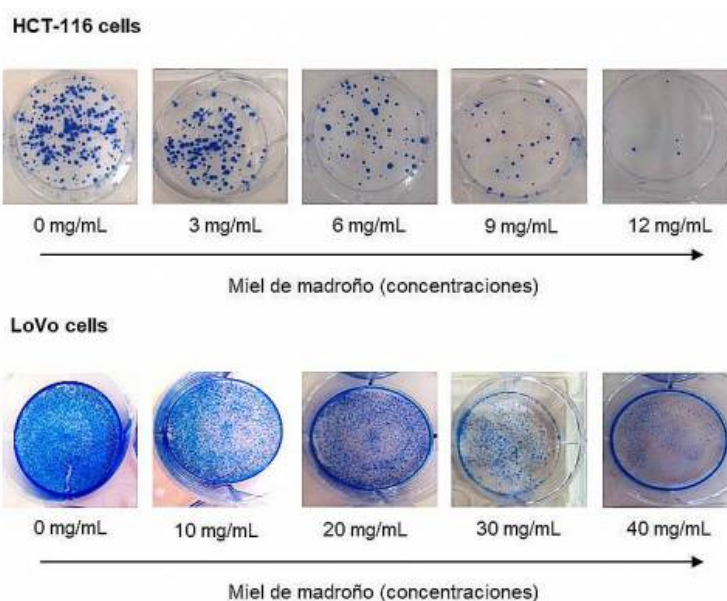 HCT-116 cells
0 mg/mL 3 mg/mL 6 mg/mL 9 mg/mL 12 mg/mL
Miel de madroño (concentraciones)
LoVo cells
0 mg/mL 10 mg/mL 20 mg/mL 30 mg/mL 40 mg/mL
Miel de madroño (concentraciones)